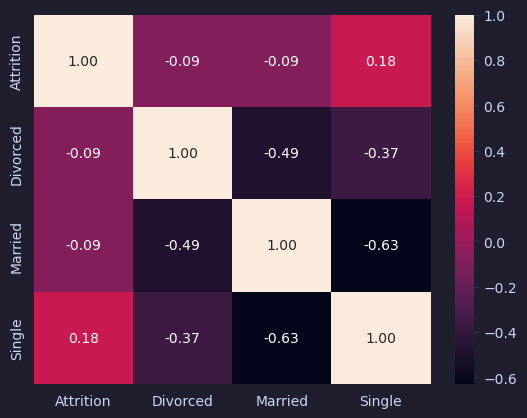 Attrition 1.00 -0.09 -0.09 0.18
Divorced -0.09 1.00 -0.49 -0.37
Married -0.09 -0.49 1.00 -0.63
Single 0.18 -0.37 -0.63 1.00
Attrition Divorced Married Single
1.0
0.8
0.6
0.4
0.2
0.0
−0.2
−0.4
−0.6